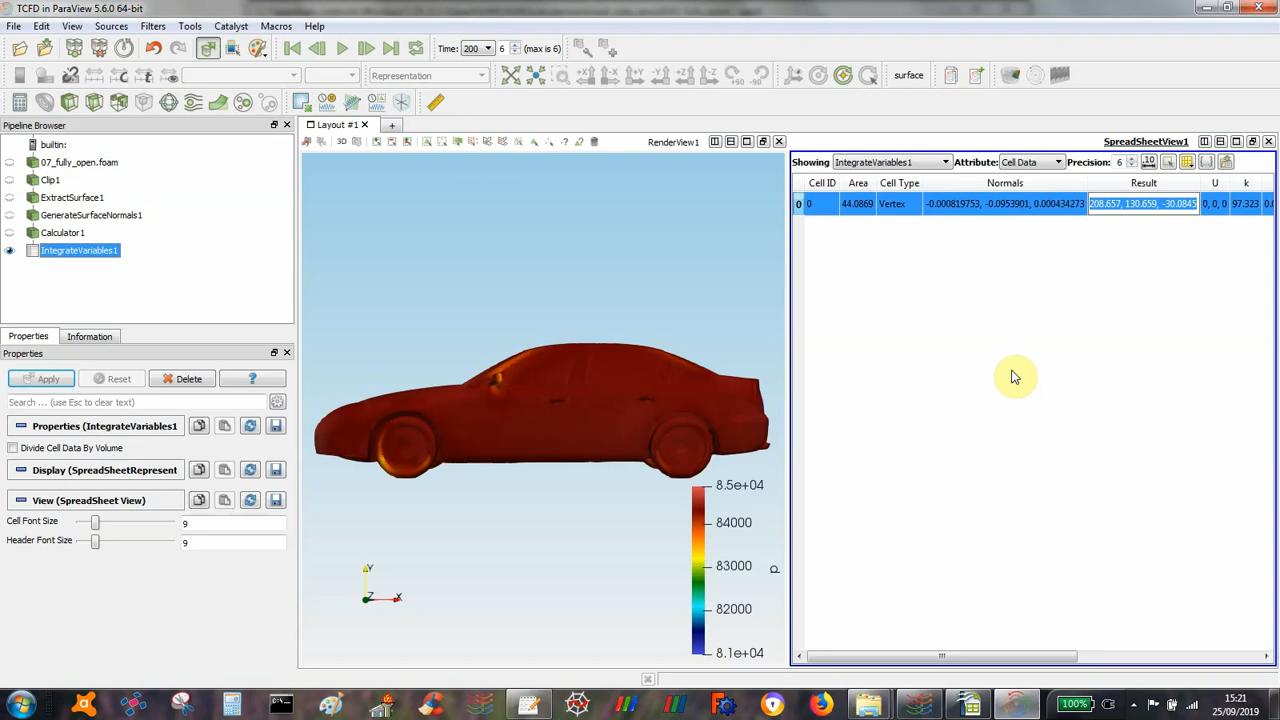 TCFD in ParaView 5.6.0 64-bit
File Edit View Sources Filters Tools Catalyst Macros Help
Time: 200 6 (max is 6)
Representation
+X -X +Y -Y +Z -Z +90 -90 surface
Pipeline Browser
builtin:
07_fully_open.foam
Clip1
ExtractSurface1
GenerateSurfaceNormals1
Calculator1
IntegrateVariables1
Properties Information
Properties
Apply Reset Delete ?
Search ... (use Esc to clear text)
Properties (IntegrateVariables1
Divide Cell Data By Volume
Display (SpreadSheetRepresent
View (SpreadSheet View)
Cell Font Size 9
Header Font Size 9
Layout #1 +
3D RenderView1
8.5e+04
84000
83000
82000
8.1e+04
p
Y
Z X
SpreadSheetView1
Showing IntegrateVariables1 Attribute: Cell Data Precision: 6
Cell ID Area Cell Type Normals Result U k
0 0 44.0869 Vertex -0.000819753, -0.0953901, 0.000434273 208.657, 130.659, -30.0845 0, 0, 0 97.323 0.0
100% 15:21
25/09/2019